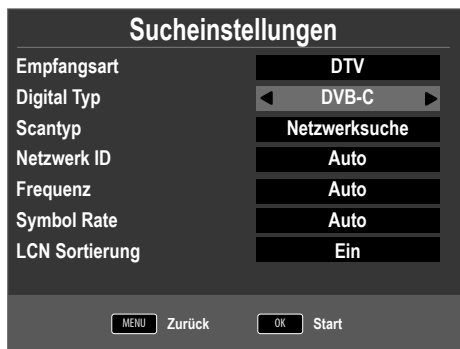 Sucheinstellungen
Empfangsart DTV
Digital Typ DVB-C
Scantyp Netzwerksuche
Netzwerk ID Auto
Frequenz Auto
Symbol Rate Auto
LCN Sortierung Ein
MENU Zurück OK Start